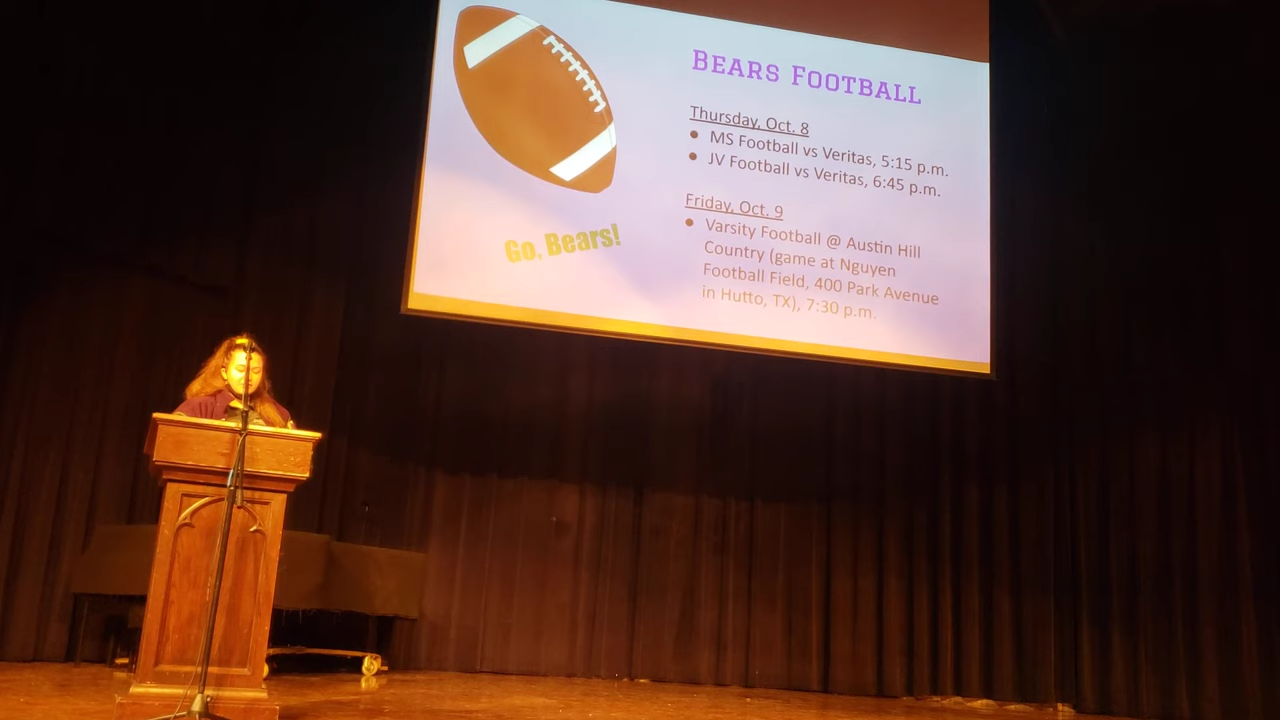 Bears Football
Thursday, Oct. 8
● MS Football vs Veritas, 5:15 p.m.
● JV Football vs Veritas, 6:45 p.m.
Friday, Oct. 9
● Varsity Football @ Austin Hill
Country (game at Nguyen
Football Field, 400 Park Avenue
in Hutto, TX), 7:30 p.m.
Go, Bears!